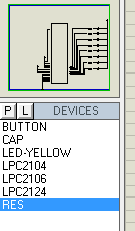 P L DEVICES
BUTTON
CAP
LED-YELLOW
LPC2104
LPC2106
LPC2124
RES